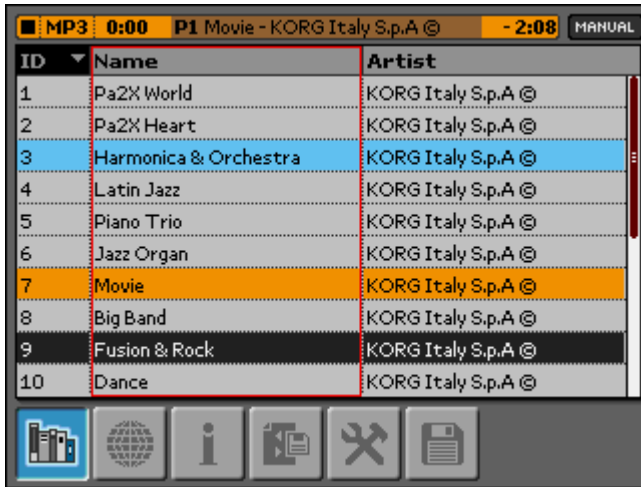 MP3 0:00 P1 Movie - KORG Italy S.p.A © - 2:08 MANUAL
ID Name Artist
1 Pa2X World KORG Italy S.p.A ©
2 Pa2X Heart KORG Italy S.p.A ©
3 Harmonica & Orchestra KORG Italy S.p.A ©
4 Latin Jazz KORG Italy S.p.A ©
5 Piano Trio KORG Italy S.p.A ©
6 Jazz Organ KORG Italy S.p.A ©
7 Movie KORG Italy S.p.A ©
8 Big Band KORG Italy S.p.A ©
9 Fusion & Rock KORG Italy S.p.A ©
10 Dance KORG Italy S.p.A ©